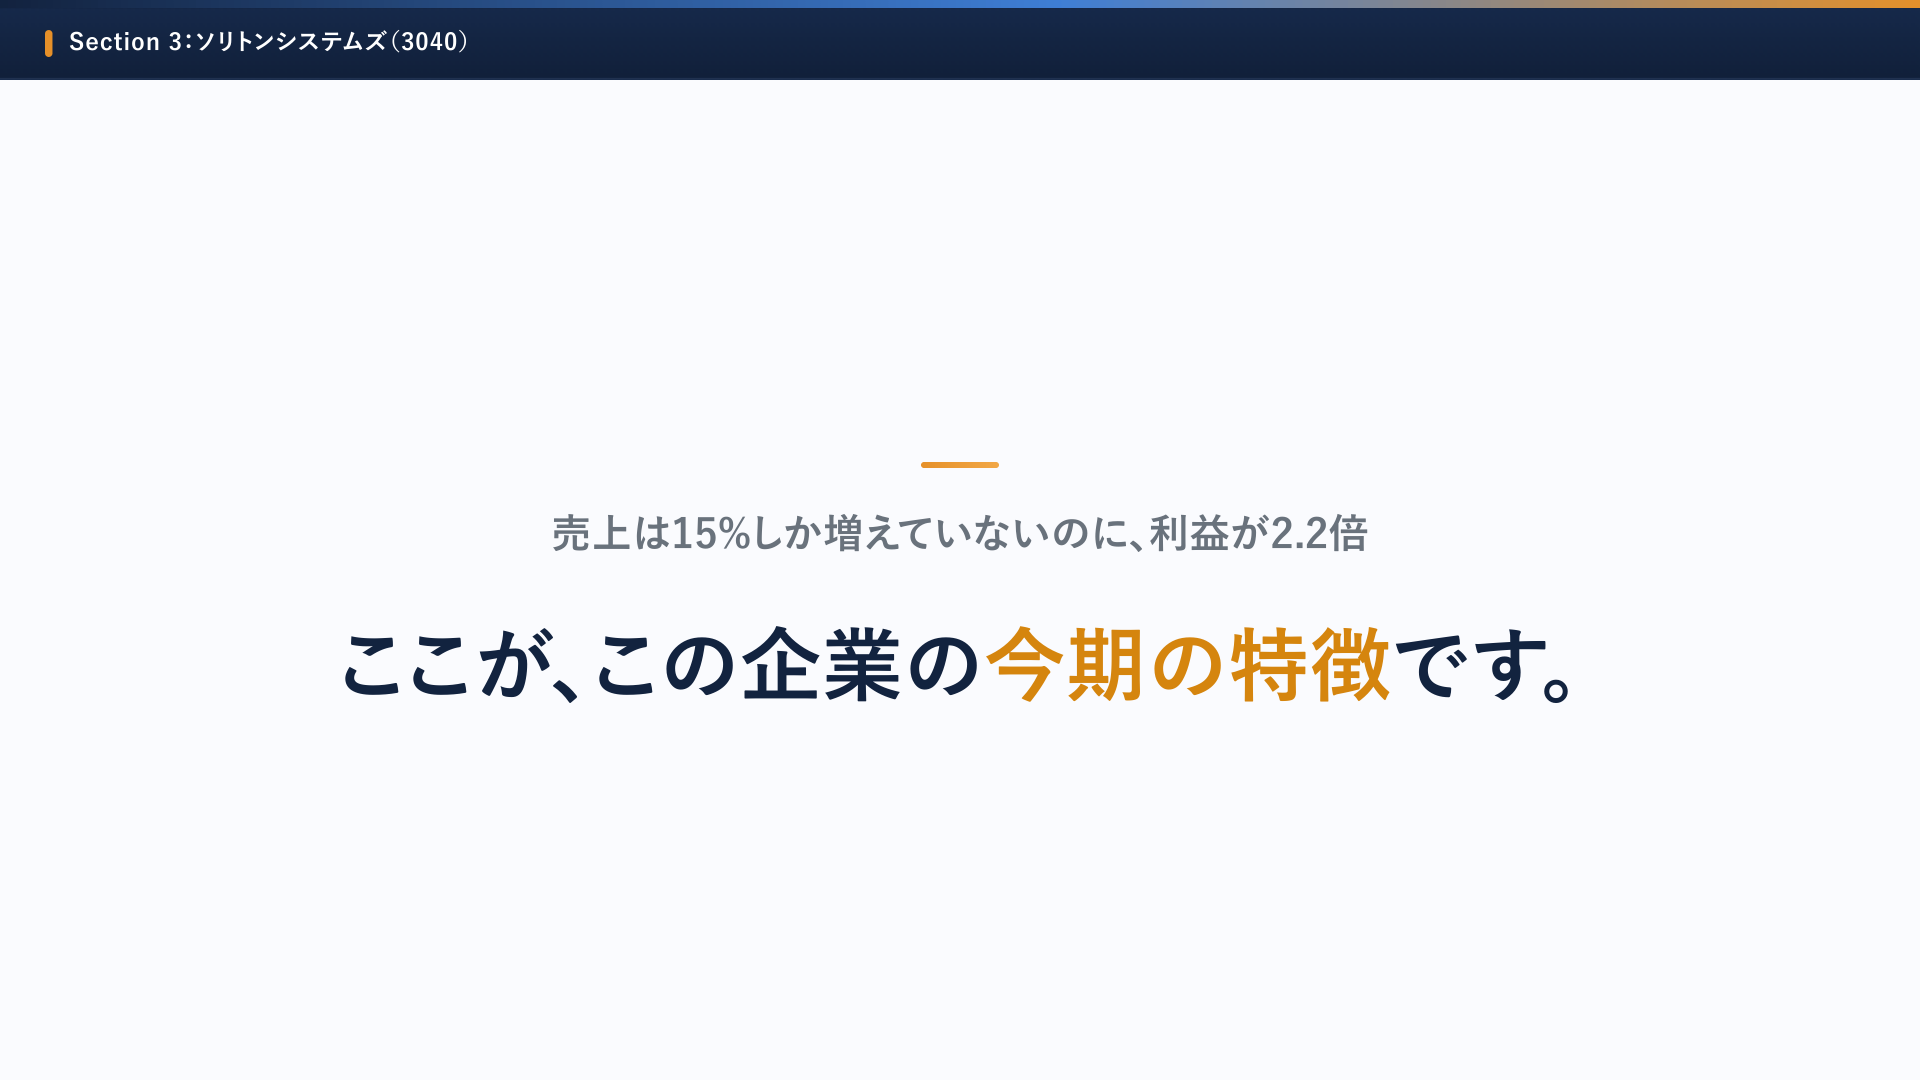 Section 3：ソリトンシステムズ（3040）
売上は15%しか増えていないのに、利益が2.2倍
ここが、この企業の今期の特徴です。